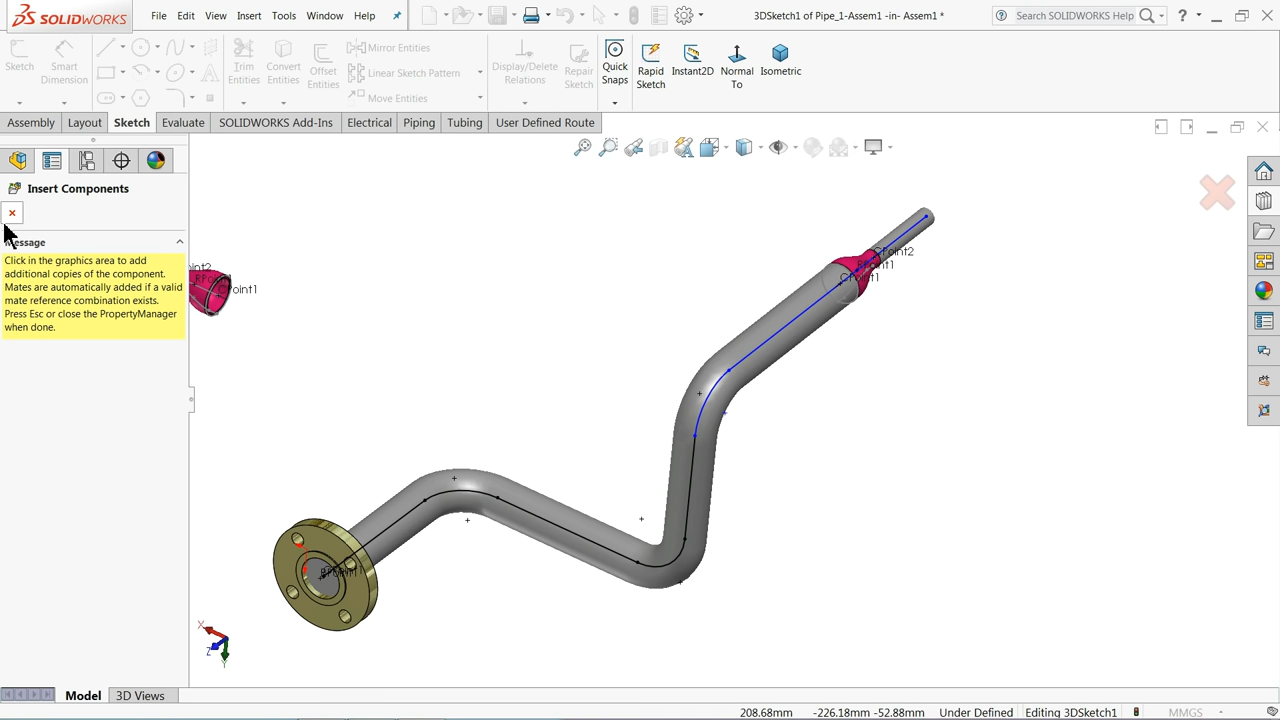 SOLIDWORKS
File Edit View Insert Tools Window Help
3DSketch1 of Pipe_1-Assem1 -in- Assem1 *
Search SOLIDWORKS Help
?
Sketch
Smart Dimension
Trim Entities
Convert Entities
Offset Entities
Mirror Entities
Linear Sketch Pattern
Move Entities
Display/Delete Relations
Repair Sketch
Quick Snaps
Rapid Sketch
Instant2D
Normal To
Isometric
Assembly Layout Sketch Evaluate SOLIDWORKS Add-Ins Electrical Piping Tubing User Defined Route
Insert Components
Message
Click in the graphics area to add
additional copies of the component.
Mates are automatically added if a valid
mate reference combination exists.
Press Esc or close the PropertyManager
when done.
CPoint2
RPoint1
CPoint1
X
Z
Y
Model 3D Views
208.68mm -226.18mm -52.88mm Under Defined Editing 3DSketch1 MMGS